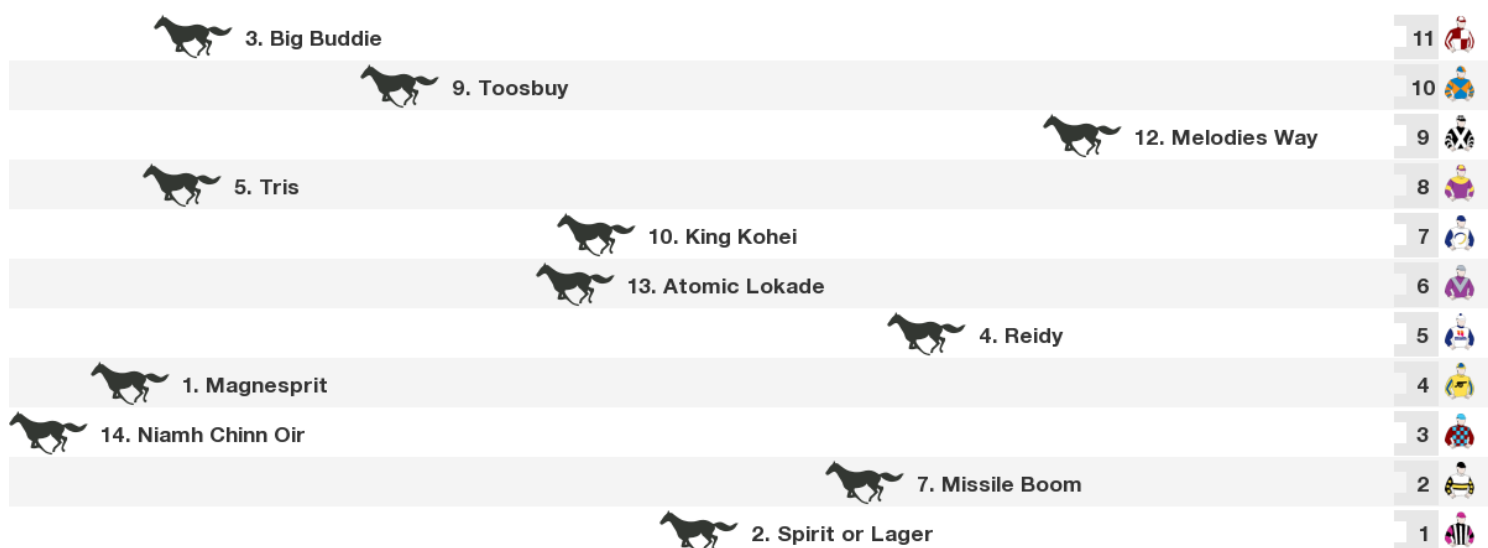 3. Big Buddie 11
9. Toosbuy 10
12. Melodies Way 9
5. Tris 8
10. King Kohei 7
13. Atomic Lokade 6
4. Reidy 5
1. Magnesprit 4
14. Niamh Chinn Oir 3
7. Missile Boom 2
2. Spirit or Lager 1